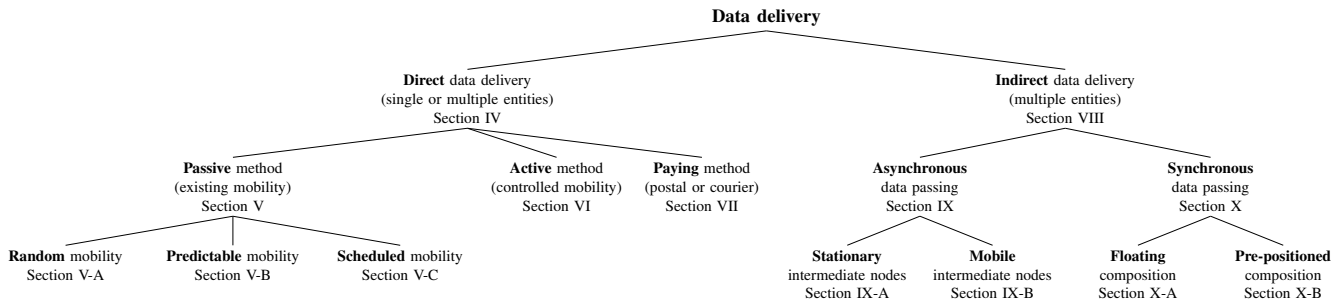 Data delivery
Direct data delivery
(single or multiple entities)
Section IV
Indirect data delivery
(multiple entities)
Section VIII
Passive method
(existing mobility)
Section V
Active method
(controlled mobility)
Section VI
Paying method
(postal or courier)
Section VII
Asynchronous
data passing
Section IX
Synchronous
data passing
Section X
Random mobility
Section V-A
Predictable mobility
Section V-B
Scheduled mobility
Section V-C
Stationary
intermediate nodes
Section IX-A
Mobile
intermediate nodes
Section IX-B
Floating
composition
Section X-A
Pre-positioned
composition
Section X-B